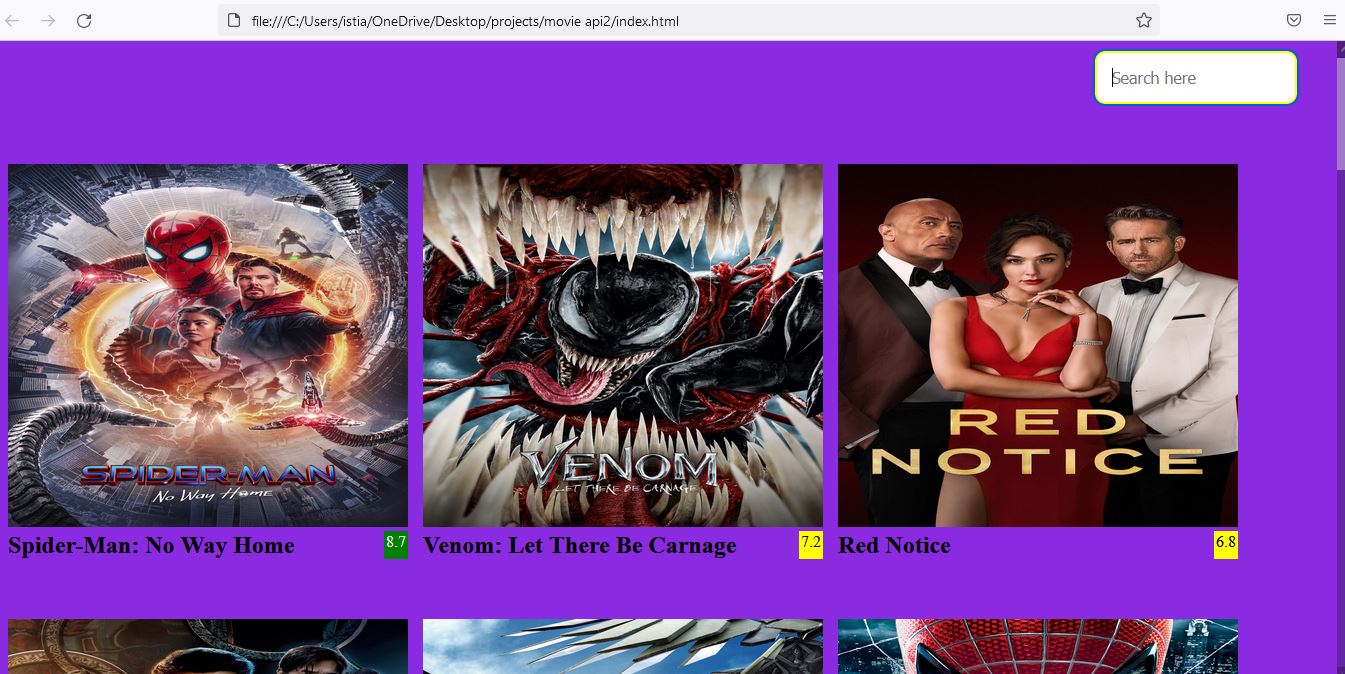 file:///C:/Users/istia/OneDrive/Desktop/projects/movie api2/index.html
Search here
SPIDER-MAN
No Way Home
VENOM
LET THERE BE CARNAGE
RED
NOTICE
Spider-Man: No Way Home
8.7
Venom: Let There Be Carnage
7.2
Red Notice
6.8